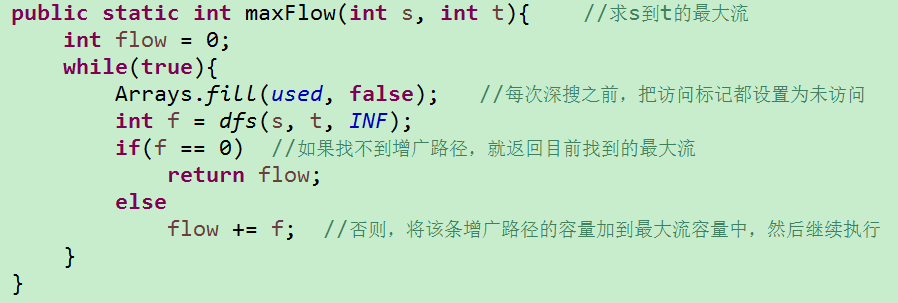 public static int maxFlow(int s, int t){    //求s到t的最大流
    int flow = 0;
    while(true){
        Arrays.fill(used, false);   //每次深搜之前，把访问标记都设置为未访问
        int f = dfs(s, t, INF);
        if(f == 0)  //如果找不到增广路径，就返回目前找到的最大流
            return flow;
        else
            flow += f;  //否则，将该条增广路径的容量加到最大流容量中，然后继续执行
    }
}